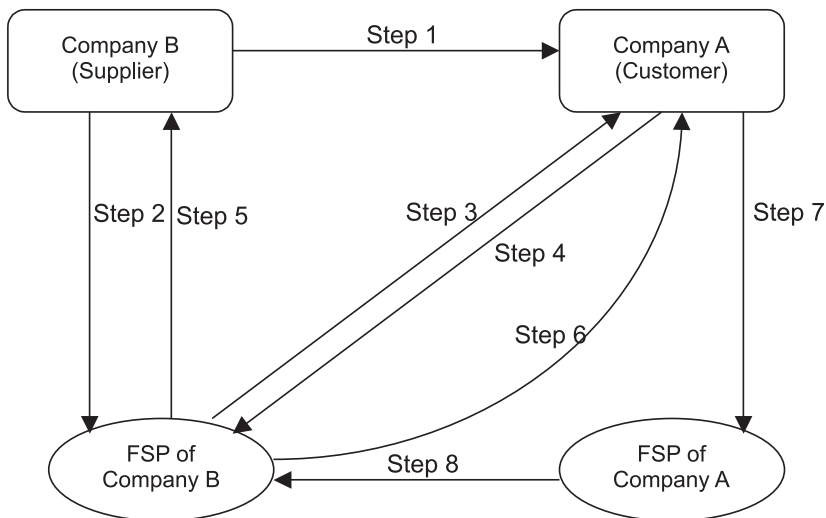 Company B
(Supplier)
Step 1
Company A
(Customer)
Step 2
Step 5
Step 3
Step 4
Step 7
Step 6
FSP of
Company B
Step 8
FSP of
Company A